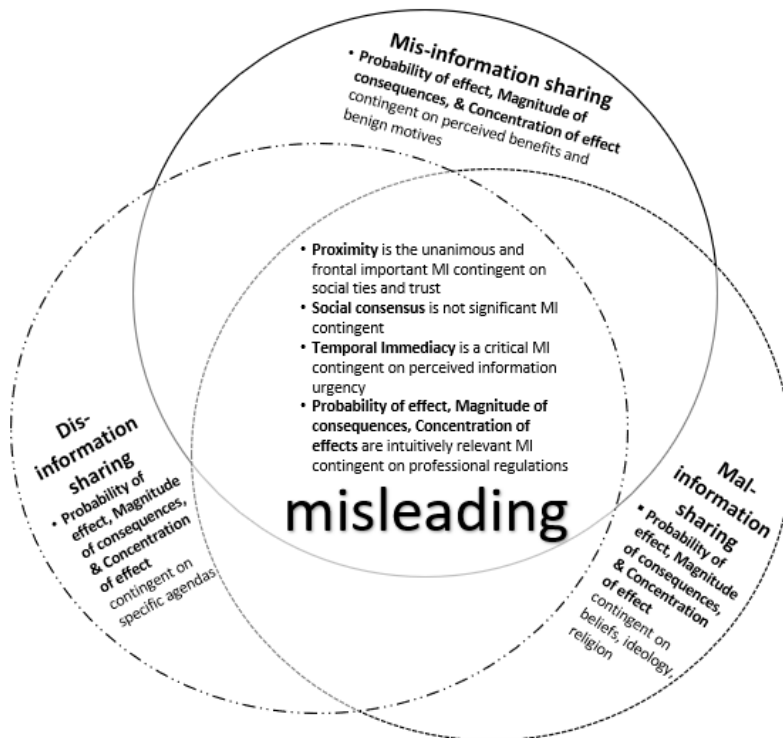 Mis-information sharing
• Probability of effect, Magnitude of
consequences, & Concentration of effect
contingent on perceived benefits and
benign motives
• Proximity is the unanimous and
frontal important MI contingent on
social ties and trust
• Social consensus is not significant MI
contingent
• Temporal Immediacy is a critical MI
contingent on perceived information
urgency
• Probability of effect, Magnitude of
consequences, Concentration of
effects are intuitively relevant MI
contingent on professional regulations
misleading
Dis-
information
sharing
• Probability of
effect, Magnitude
of consequences,
& Concentration
of effect
contingent on
specific agendas
Mal-
information
sharing
▪ Probability of
effect, Magnitude
of consequences,
& Concentration
of effect
contingent on
beliefs, ideology,
religion